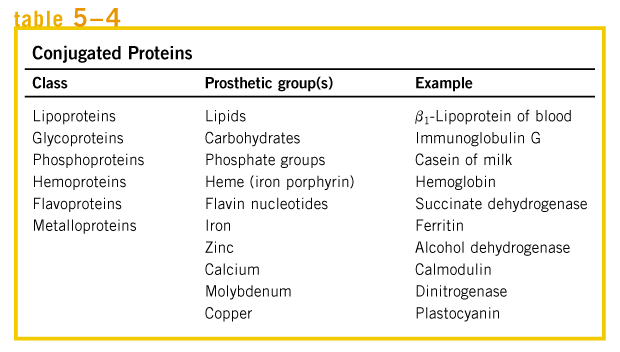 table 5–4
Conjugated Proteins
Class Prosthetic group(s) Example
Lipoproteins Lipids β₁-Lipoprotein of blood
Glycoproteins Carbohydrates Immunoglobulin G
Phosphoproteins Phosphate groups Casein of milk
Hemoproteins Heme (iron porphyrin) Hemoglobin
Flavoproteins Flavin nucleotides Succinate dehydrogenase
Metalloproteins Iron Ferritin
Zinc Alcohol dehydrogenase
Calcium Calmodulin
Molybdenum Dinitrogenase
Copper Plastocyanin